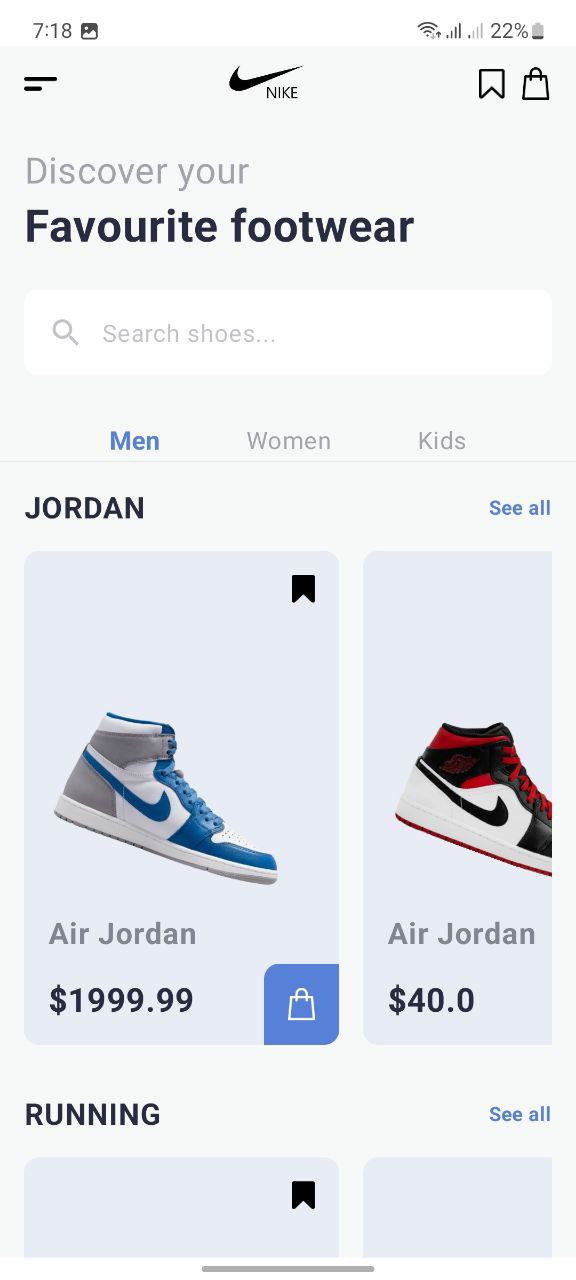 7:18 22%
NIKE
Discover your
Favourite footwear
Search shoes...
Men Women Kids
JORDAN See all
Air Jordan Air Jordan
$1999.99 $40.0
RUNNING See all